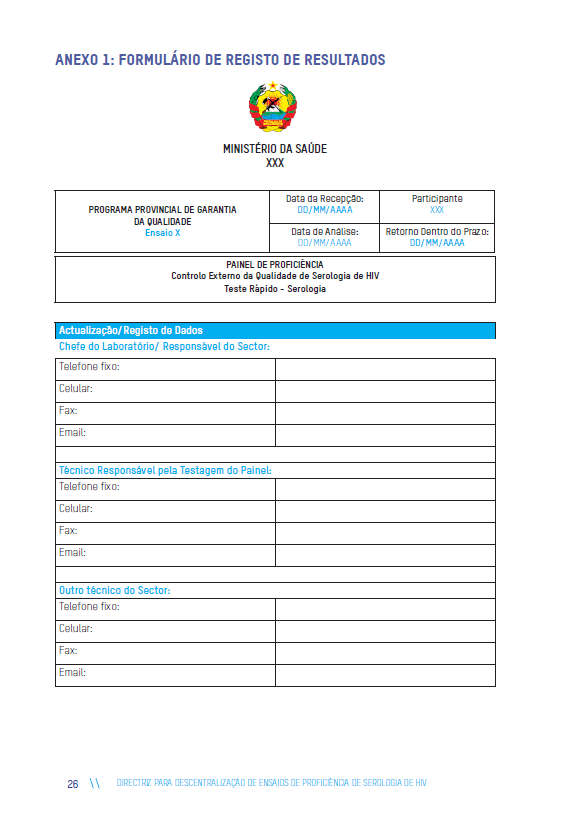 ANEXO 1: FORMULÁRIO DE REGISTO DE RESULTADOS
MINISTÉRIO DA SAÚDE
XXX
PROGRAMA PROVINCIAL DE GARANTIA
DA QUALIDADE
Ensaio X
Data da Recepção:
DD/MM/AAAA
Participante
XXX
Data de Análise:
DD/MM/AAAA
Retorno Dentro do Prazo:
DD/MM/AAAA
PAINEL DE PROFICIÊNCIA
Controlo Externo da Qualidade de Serologia de HIV
Teste Rápido - Serologia
Actualização/Registo de Dados
Chefe do Laboratório/ Responsável do Sector:
Telefone fixo:
Celular:
Fax:
Email:
Técnico Responsável pela Testagem do Painel:
Telefone fixo:
Celular:
Fax:
Email:
Outro técnico do Sector:
Telefone fixo:
Celular:
Fax:
Email:
26 \\ DIRECTRIZ PARA DESCENTRALIZAÇÃO DE ENSAIOS DE PROFICIÊNCIA DE SEROLOGIA DE HIV